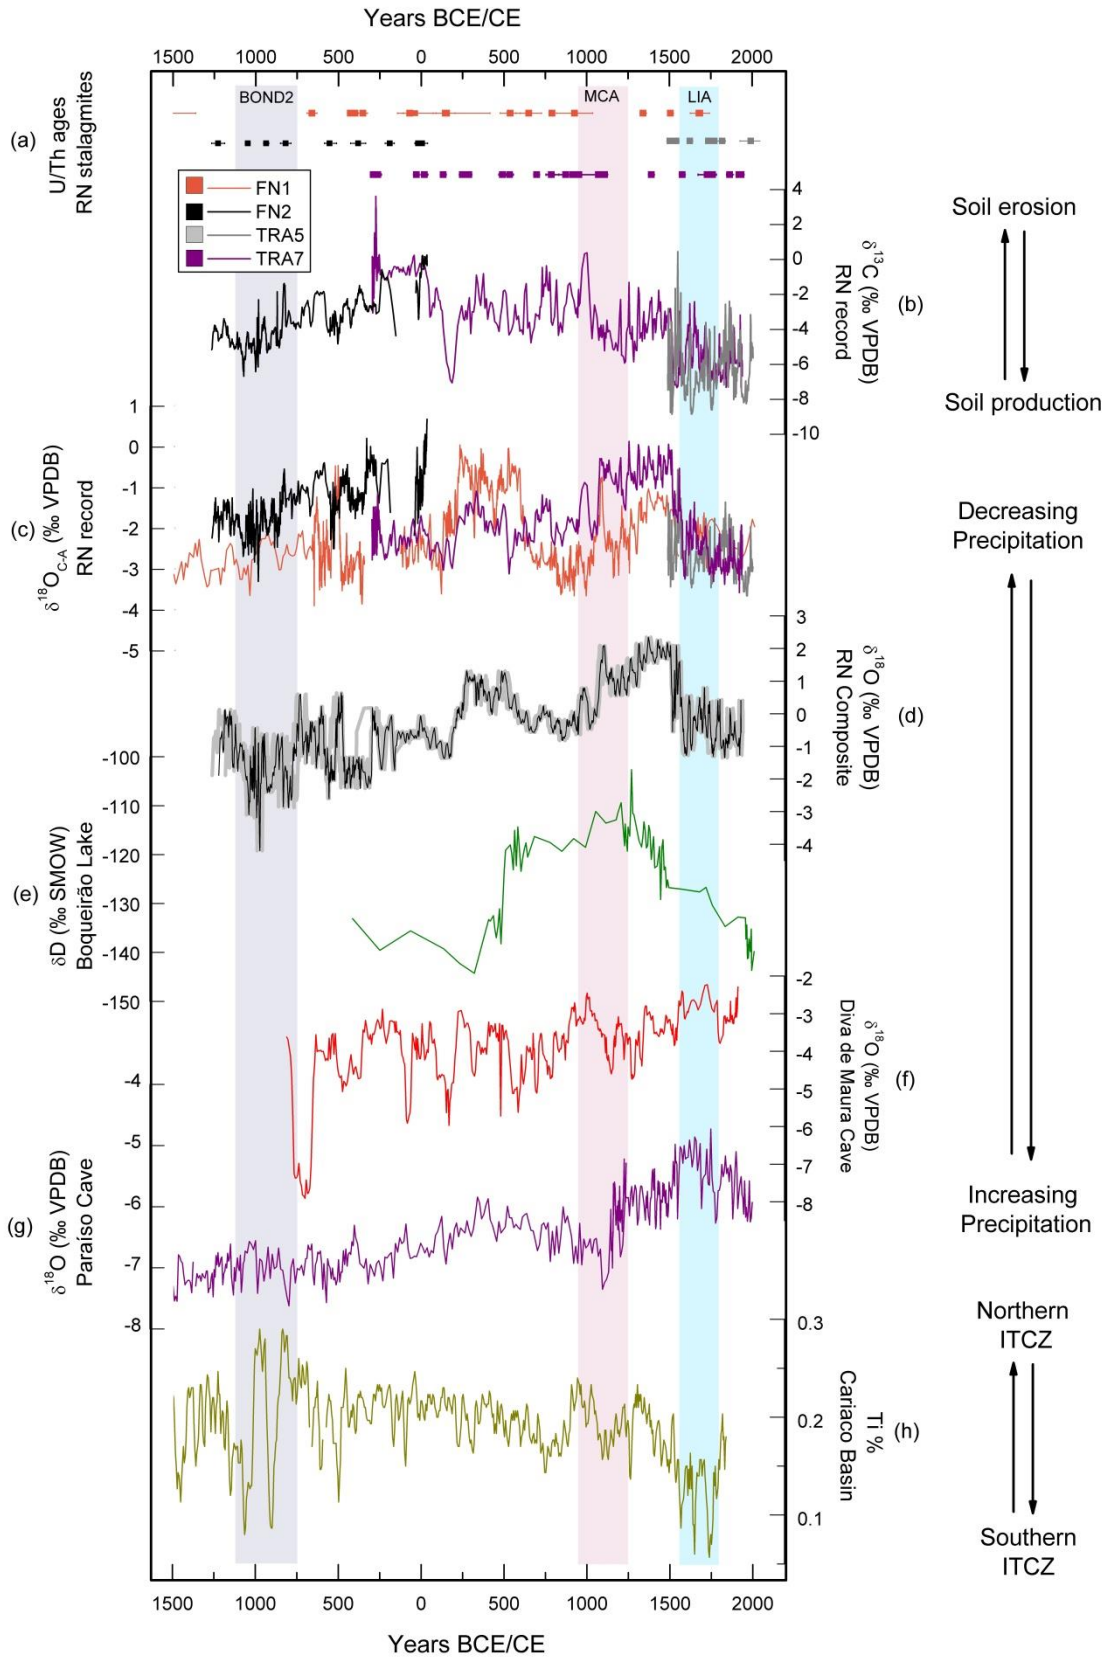 Years BCE/CE
1500 1000 500 0 500 1000 1500 2000
BOND2 MCA LIA
(a)
U/Th ages
RN stalagmites
FN1
FN2
TRA5
TRA7
4
2
0
-2
-4
-6
-8
-10
δ¹³C (‰ VPDB)
RN record
(b)
Soil erosion
Soil production
1
0
-1
-2
-3
-4
-5
(c)
δ¹⁸O_C-A (‰ VPDB)
RN record
Decreasing
Precipitation
3
2
1
0
-1
-2
-3
-4
δ¹⁸O (‰ VPDB)
RN Composite
(d)
-100
-110
-120
-130
-140
-150
(e)
δD (‰ SMOW)
Boqueirão Lake
-2
-3
-4
-5
-6
-7
-8
δ¹⁸O (‰ VPDB)
Diva de Maura Cave
(f)
-4
-5
-6
-7
-8
(g)
δ¹⁸O (‰ VPDB)
Paraíso Cave
Increasing
Precipitation
0.3
0.2
0.1
Ti %
Cariaco Basin
(h)
Northern
ITCZ
Southern
ITCZ
1500 1000 500 0 500 1000 1500 2000
Years BCE/CE